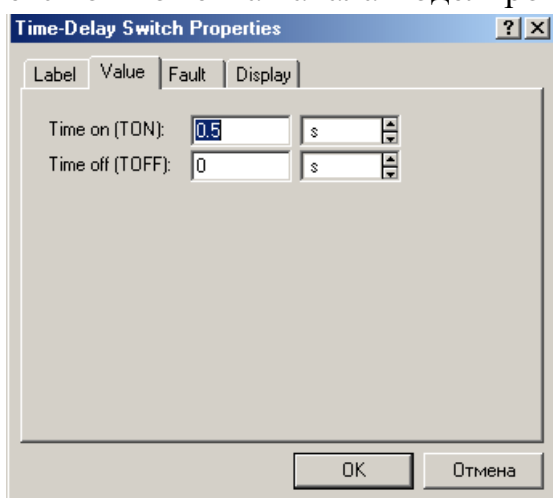 Time-Delay Switch Properties ? ×
Label Value Fault Display
Time on (TON): 0.5 s
Time off (TOFF): 0 s
OK Отмена